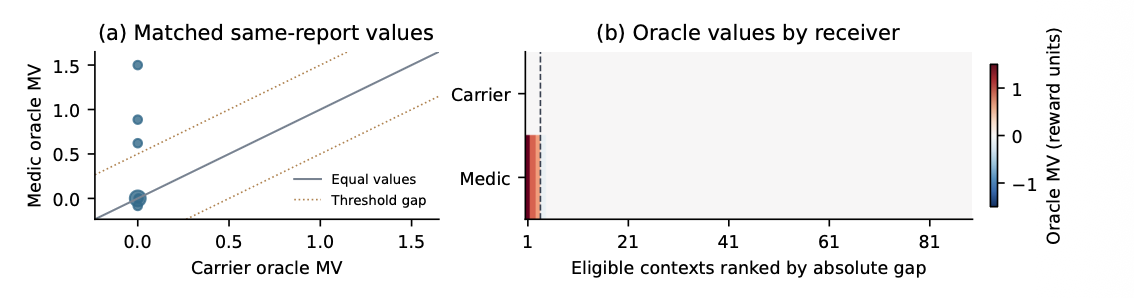 (a) Matched same-report values
Medic oracle MV
1.5
1.0
0.5
0.0
0.0 0.5 1.0 1.5
Carrier oracle MV
Equal values
Threshold gap
(b) Oracle values by receiver
Carrier
Medic
1 21 41 61 81
Eligible contexts ranked by absolute gap
1
0
−1
Oracle MV (reward units)